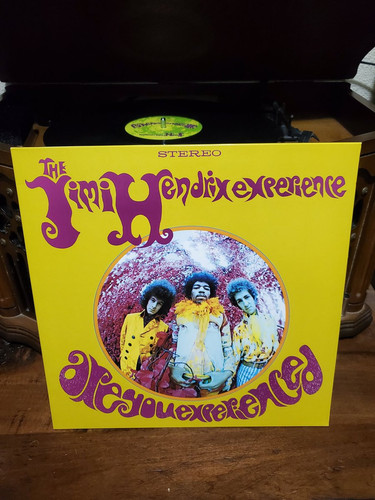 STEREO
THE
Jimi Hendrix experience
are you experienced